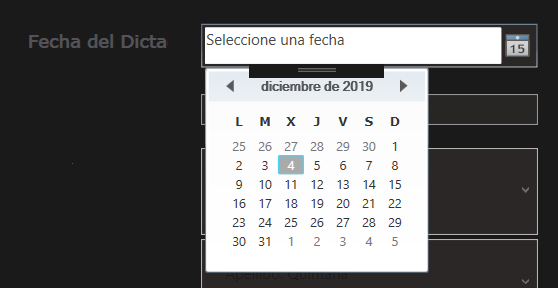 Fecha del Dicta
Seleccione una fecha
15
diciembre de 2019
L M X J V S D
25 26 27 28 29 30 1
2 3 4 5 6 7 8
9 10 11 12 13 14 15
16 17 18 19 20 21 22
23 24 25 26 27 28 29
30 31 1 2 3 4 5